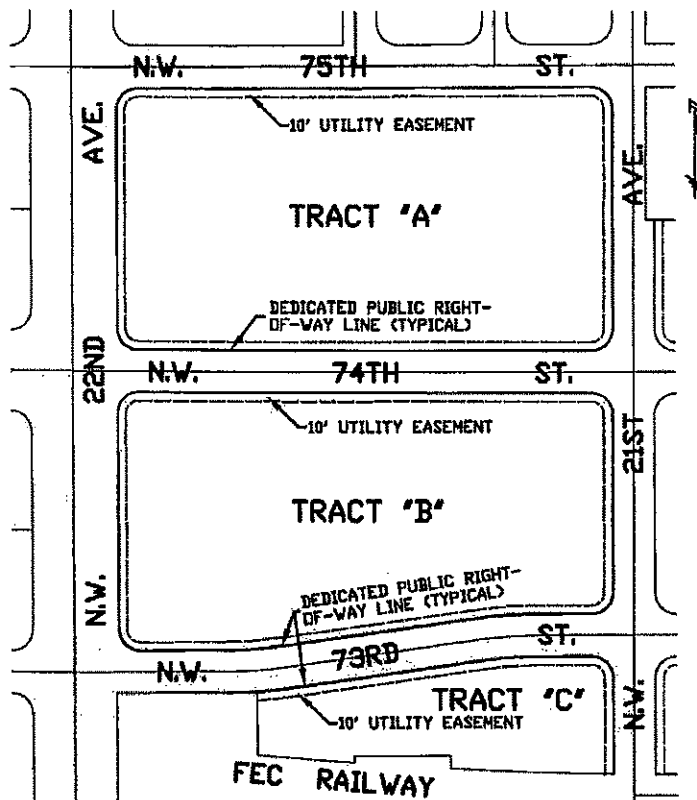 N.W. 75TH ST.
10' UTILITY EASEMENT
TRACT "A"
DEDICATED PUBLIC RIGHT-
OF-WAY LINE (TYPICAL)
N.W. 22ND AVE.
N.W. 21ST AVE.
N.W. 74TH ST.
10' UTILITY EASEMENT
TRACT "B"
DEDICATED PUBLIC RIGHT-
OF-WAY LINE (TYPICAL)
N.W. 73RD ST.
TRACT "C"
10' UTILITY EASEMENT
FEC RAILWAY